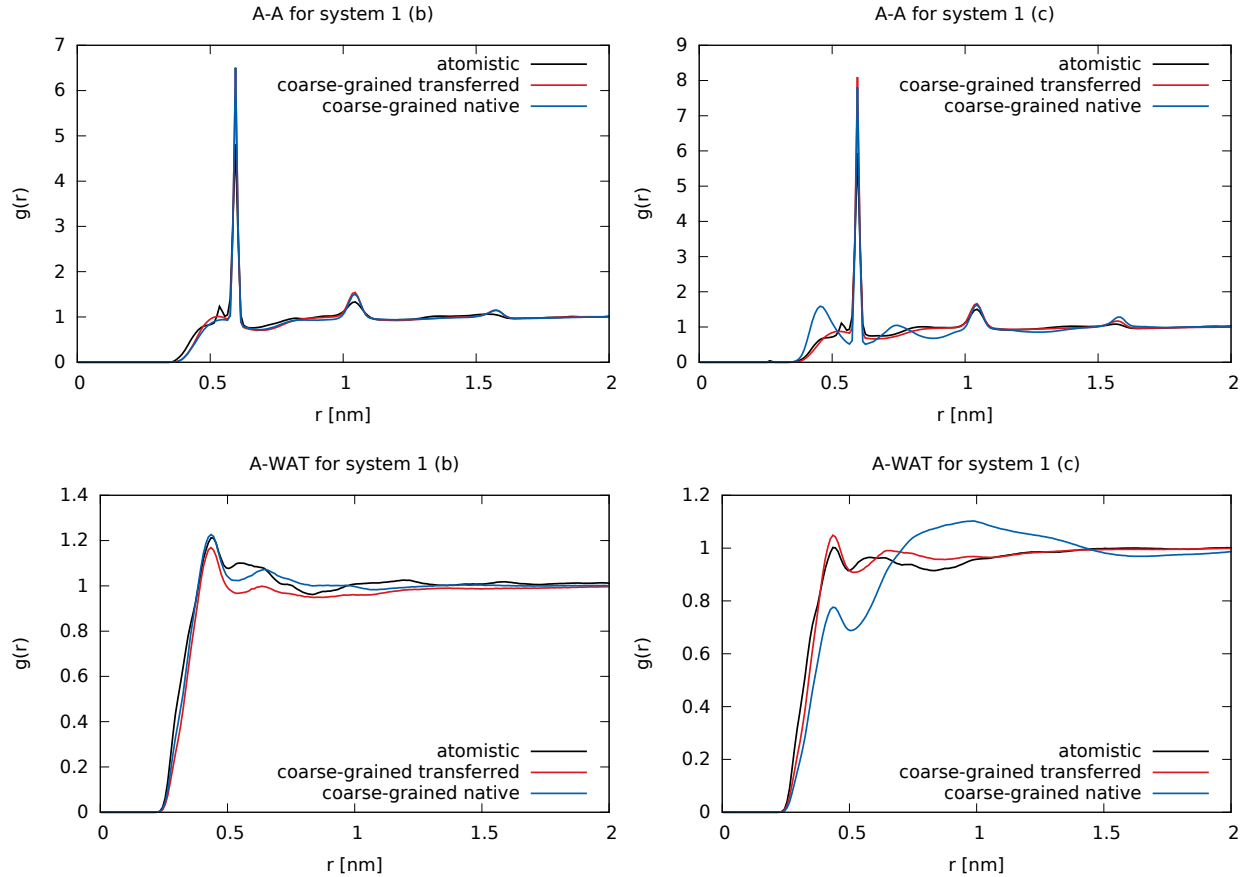 A-A for system 1 (b)
7
6
5
4
3
2
1
0
g(r)
atomistic
coarse-grained transferred
coarse-grained native
0 0.5 1 1.5 2
r [nm]
A-A for system 1 (c)
9
8
7
6
5
4
3
2
1
0
g(r)
atomistic
coarse-grained transferred
coarse-grained native
0 0.5 1 1.5 2
r [nm]
A-WAT for system 1 (b)
1.4
1.2
1
0.8
0.6
0.4
0.2
0
g(r)
atomistic
coarse-grained transferred
coarse-grained native
0 0.5 1 1.5 2
r [nm]
A-WAT for system 1 (c)
1.2
1
0.8
0.6
0.4
0.2
0
g(r)
atomistic
coarse-grained transferred
coarse-grained native
0 0.5 1 1.5 2
r [nm]